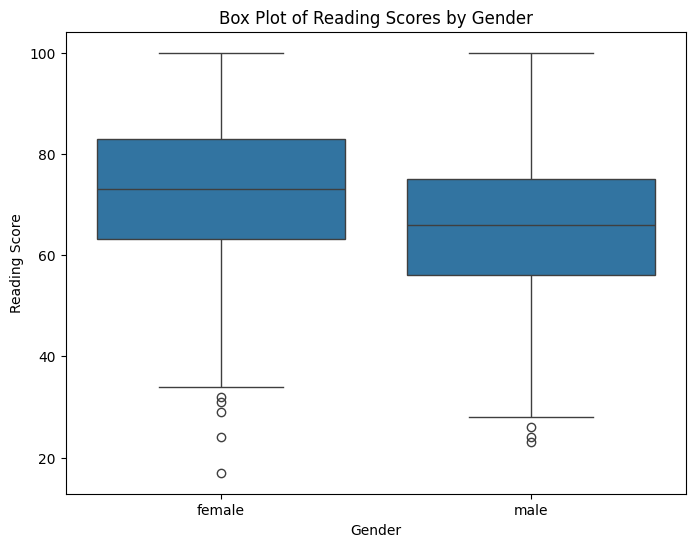 Box Plot of Reading Scores by Gender
100
80
60
40
20
Reading Score
female
male
Gender